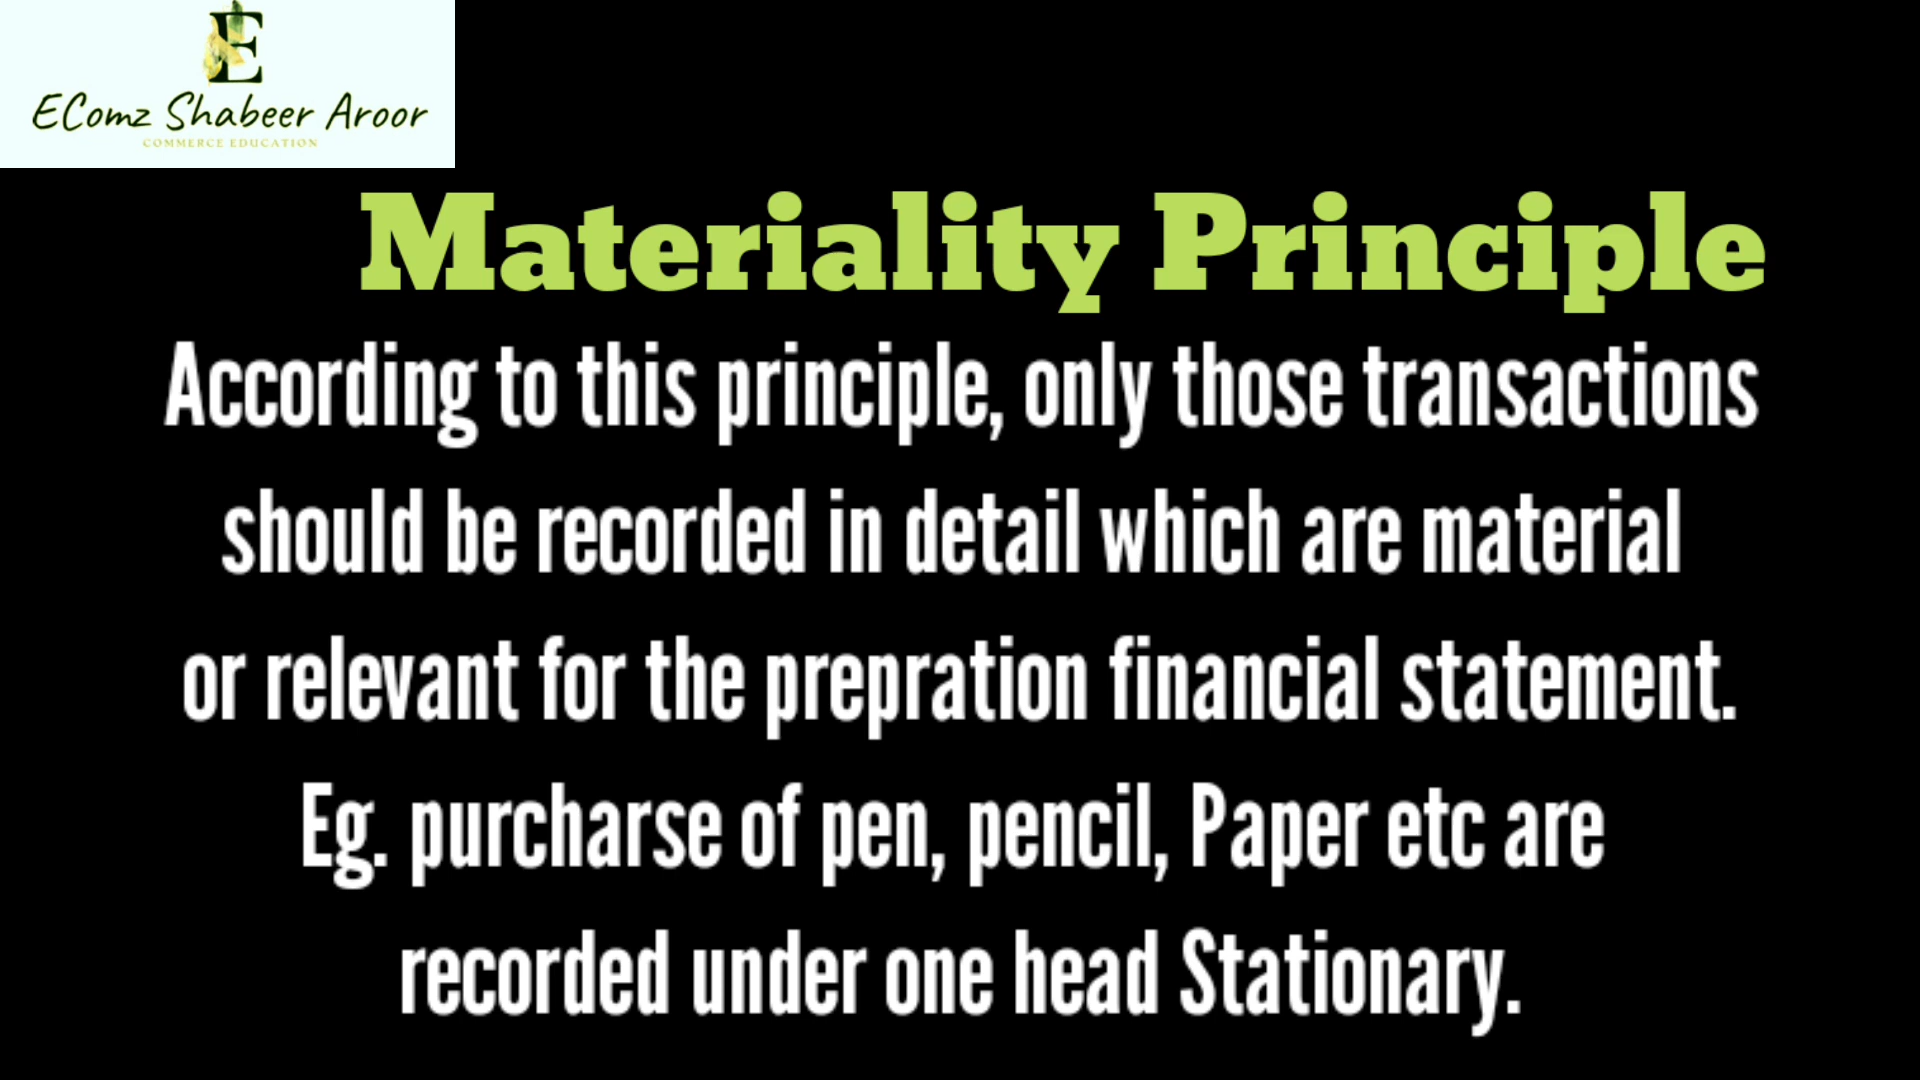 E
EComz Shabeer Aroor
COMMERCE EDUCATION
Materiality Principle
According to this principle, only those transactions
should be recorded in detail which are material
or relevant for the prepration financial statement.
Eg. purcharse of pen, pencil, Paper etc are
recorded under one head Stationary.